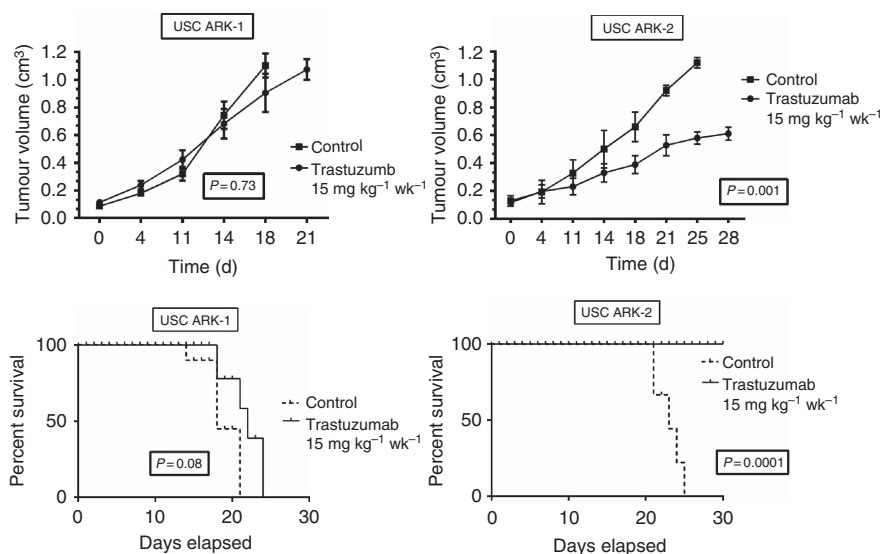 USC ARK-1
Tumour volume (cm³)
1.2
1.0
0.8
0.6
0.4
0.2
0.0
Control
Trastuzumb
15 mg kg⁻¹ wk⁻¹
P = 0.73
0 4 11 14 18 21
Time (d)
USC ARK-2
Tumour volume (cm³)
1.2
1.0
0.8
0.6
0.4
0.2
0.0
Control
Trastuzumab
15 mg kg⁻¹ wk⁻¹
P = 0.001
0 4 11 14 18 21 25 28
Time (d)
USC ARK-1
Percent survival
100
50
0
Control
Trastuzumab
15 mg kg⁻¹ wk⁻¹
P = 0.08
0 10 20 30
Days elapsed
USC ARK-2
Percent survival
100
50
0
Control
Trastuzumab
15 mg kg⁻¹ wk⁻¹
P = 0.0001
0 10 20 30
Days elapsed